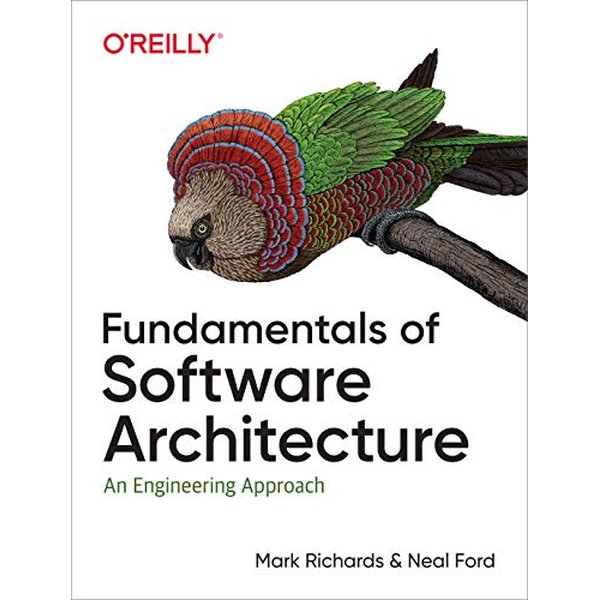 O'REILLY®
Fundamentals of
Software
Architecture
An Engineering Approach
Mark Richards & Neal Ford